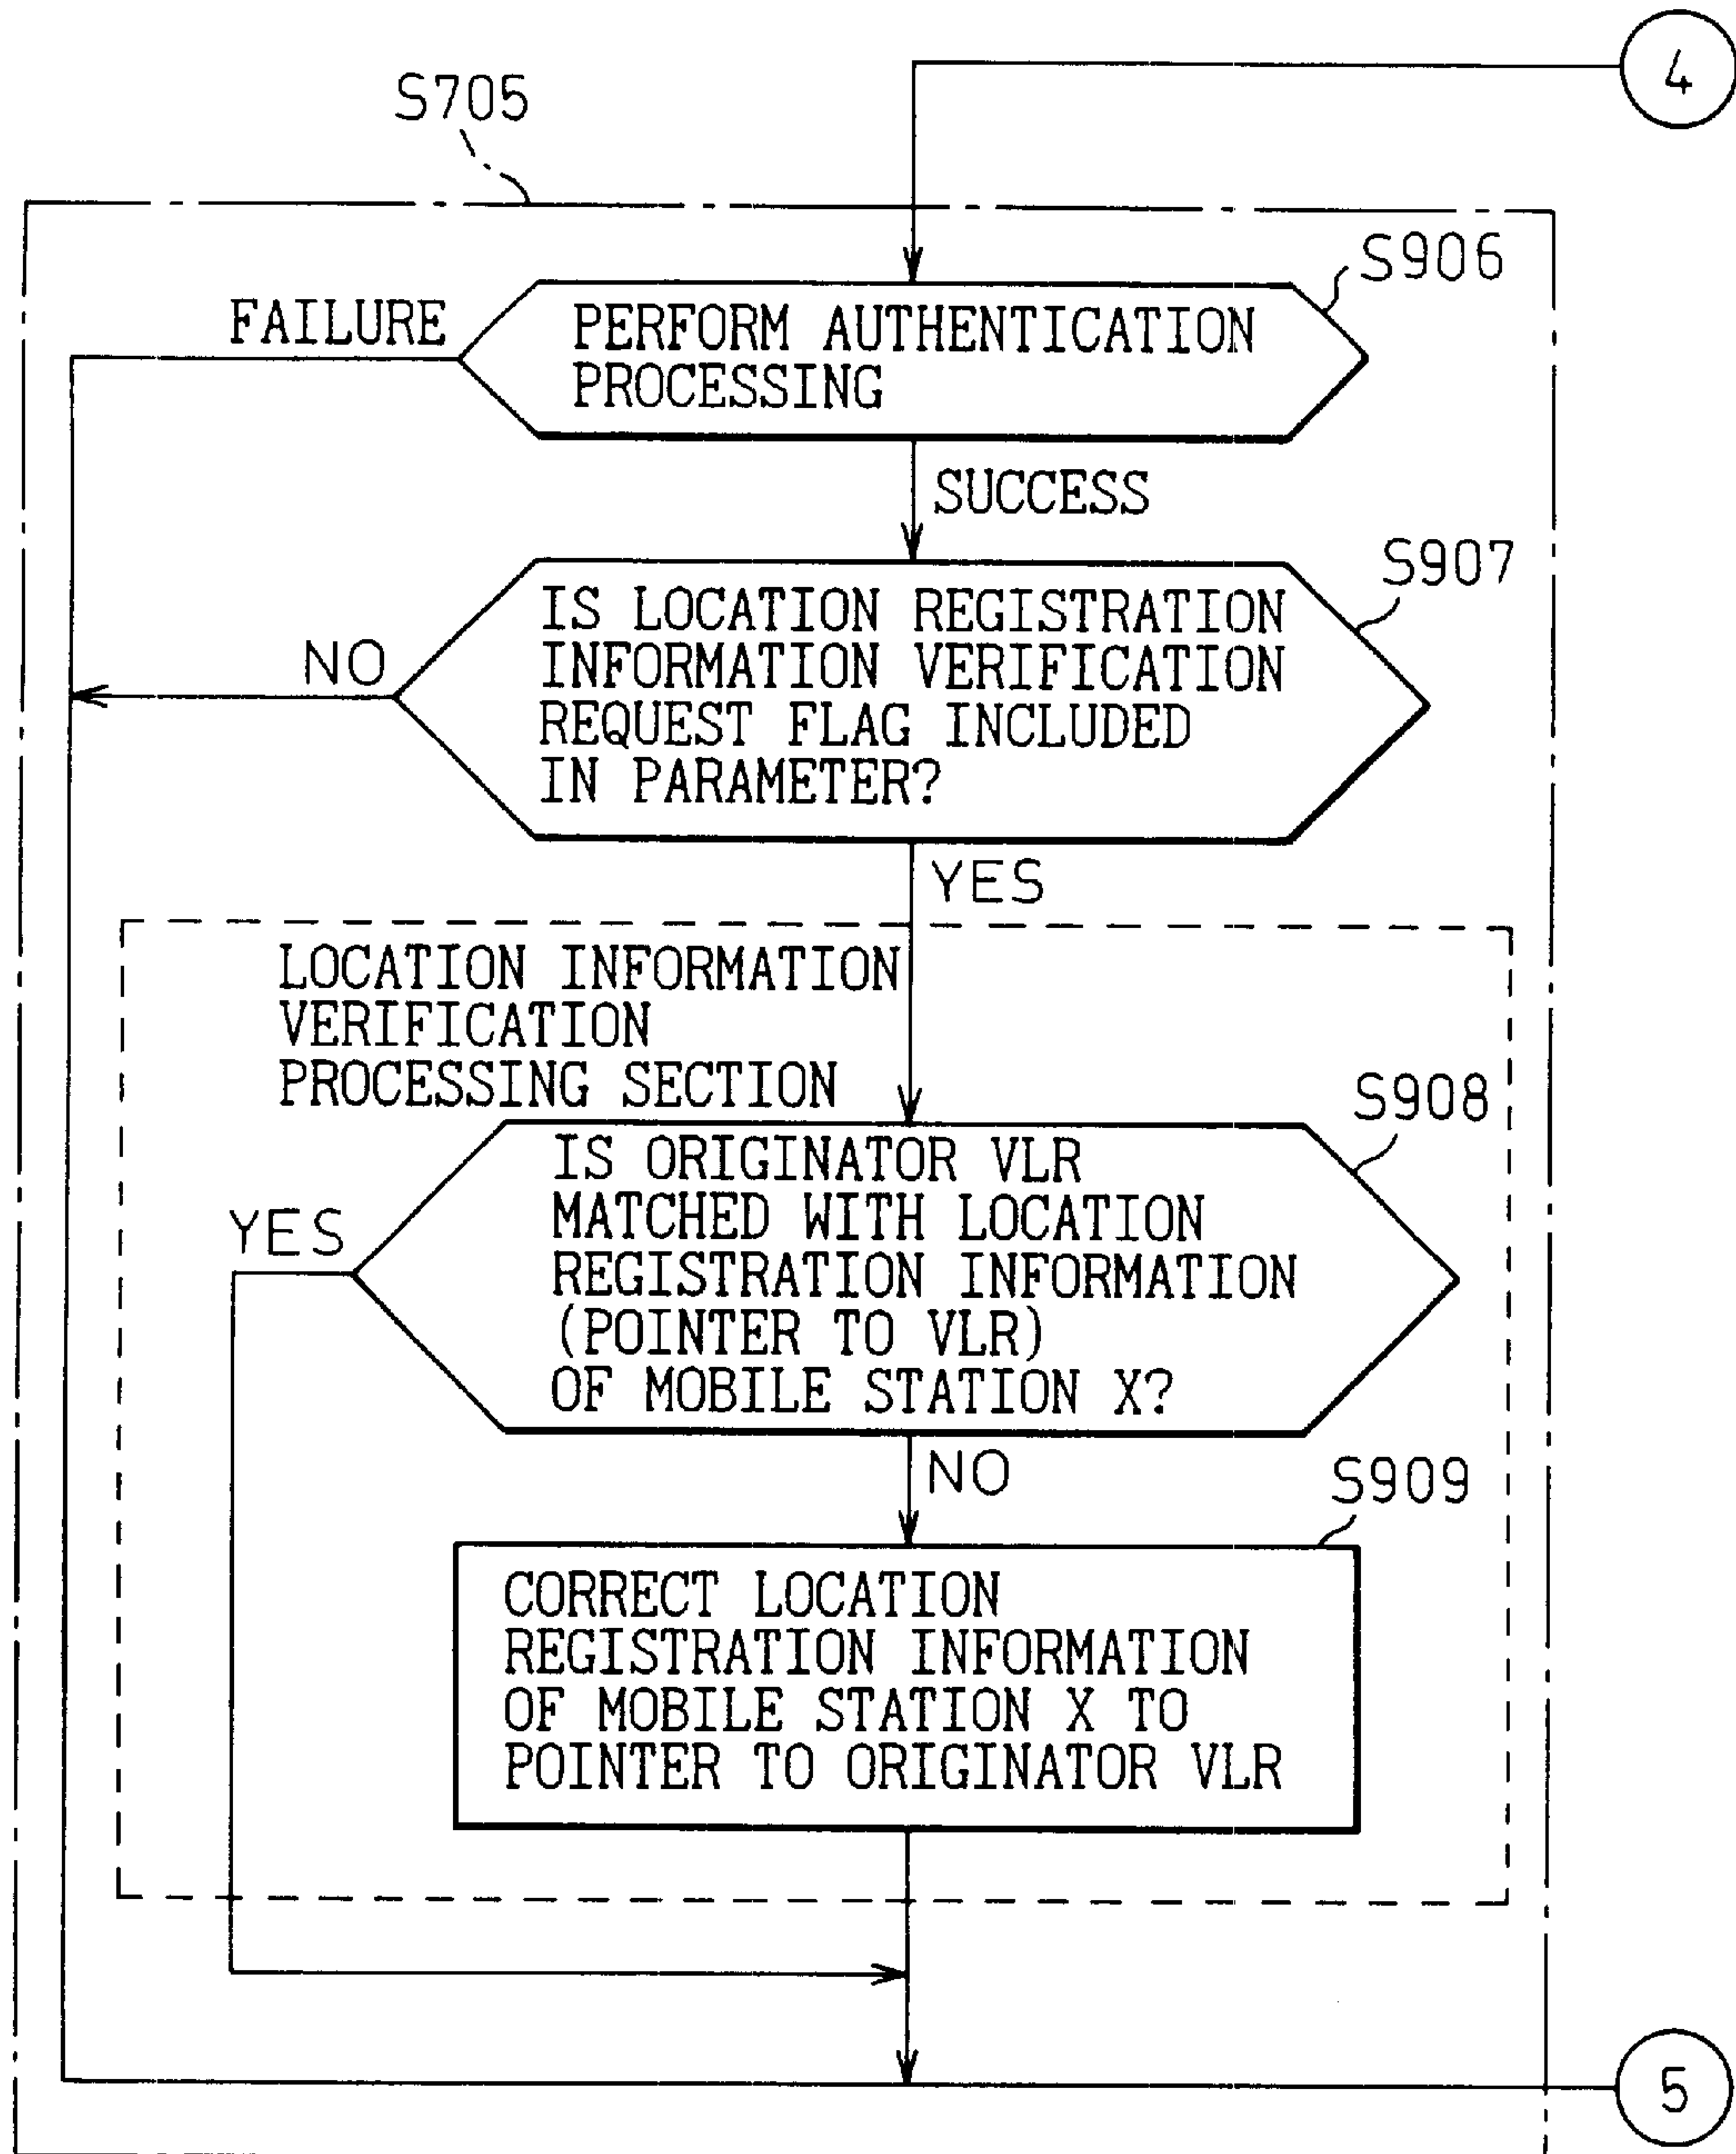 4
S705
S906
FAILURE
PERFORM AUTHENTICATION
PROCESSING
SUCCESS
S907
IS LOCATION REGISTRATION
INFORMATION VERIFICATION
REQUEST FLAG INCLUDED
IN PARAMETER?
NO
YES
LOCATION INFORMATION
VERIFICATION
PROCESSING SECTION
S908
IS ORIGINATOR VLR
MATCHED WITH LOCATION
REGISTRATION INFORMATION
(POINTER TO VLR)
OF MOBILE STATION X?
YES
NO
S909
CORRECT LOCATION
REGISTRATION INFORMATION
OF MOBILE STATION X TO
POINTER TO ORIGINATOR VLR
5